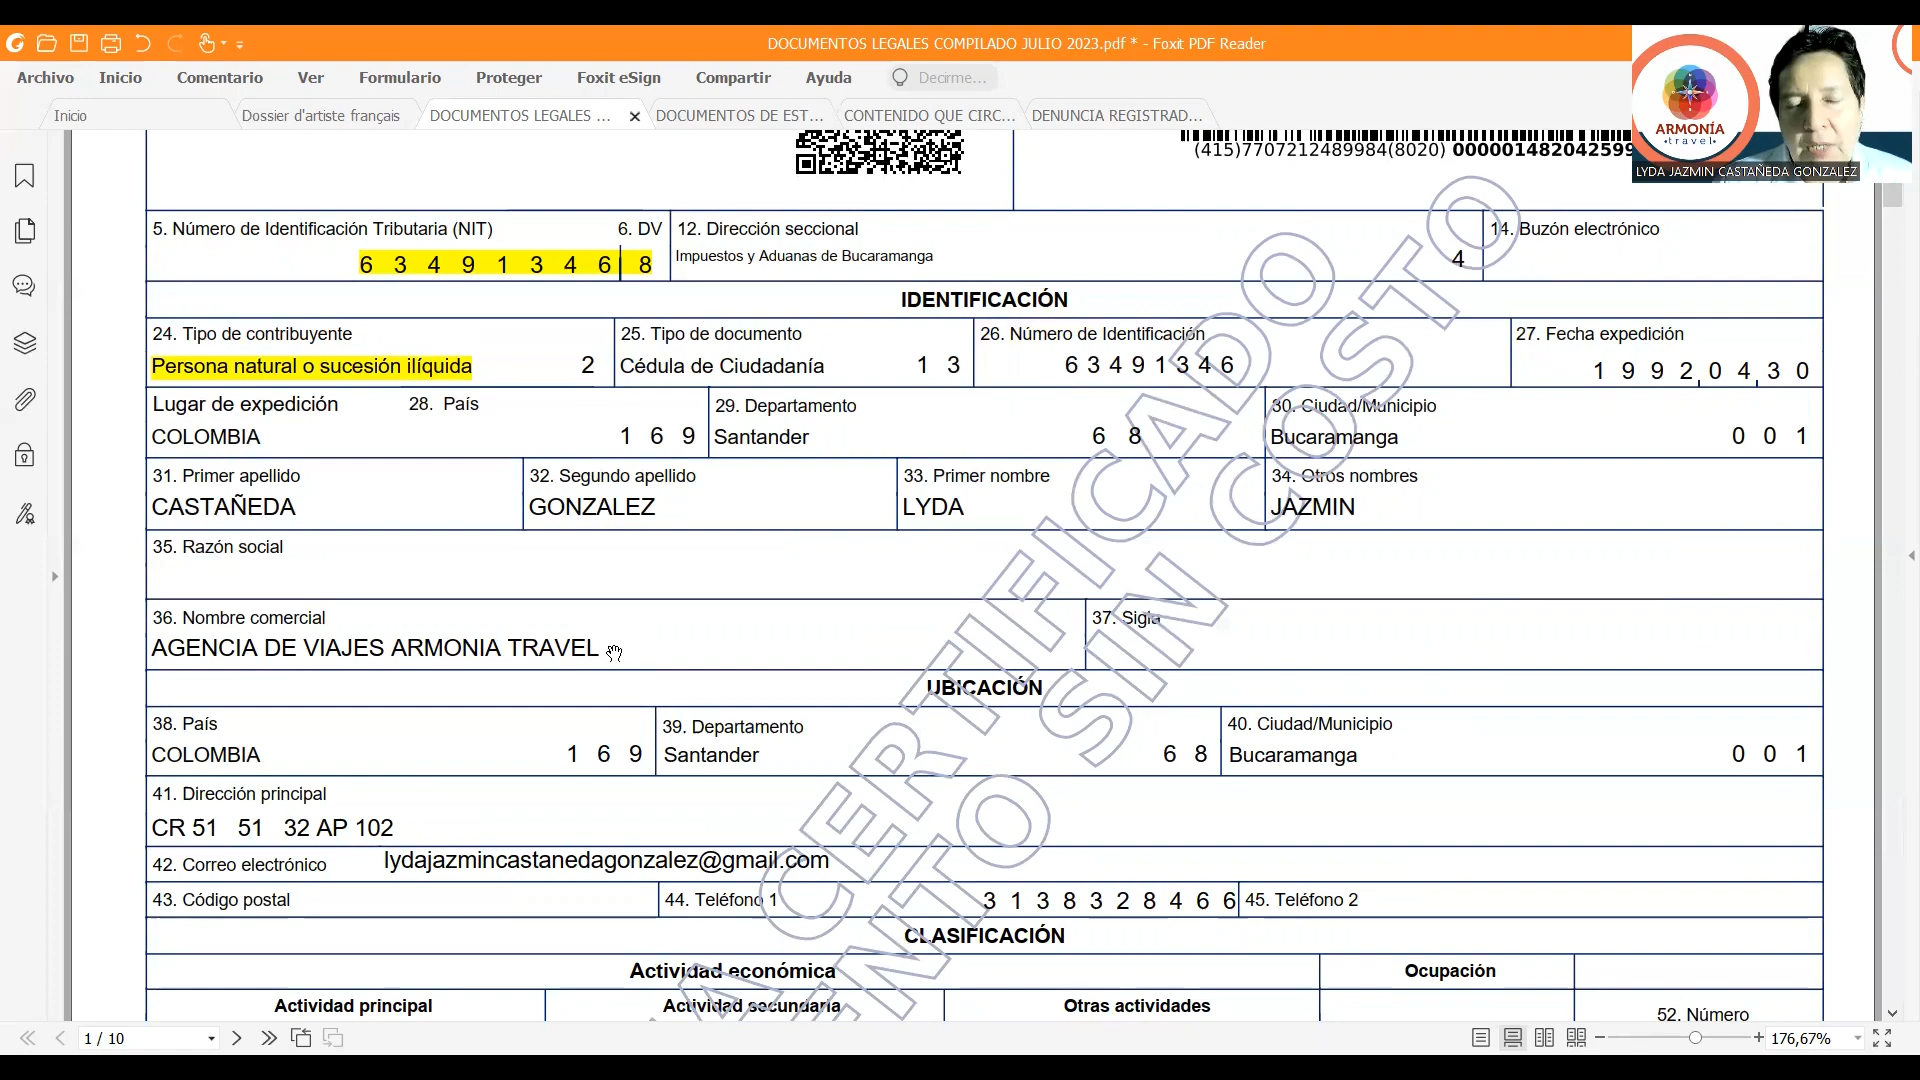 DOCUMENTOS LEGALES COMPILADO JULIO 2023.pdf * - Foxit PDF Reader
Archivo Inicio Comentario Ver Formulario Proteger Foxit eSign Compartir Ayuda Decirme...
Inicio Dossier d'artiste français DOCUMENTOS LEGALES ... DOCUMENTOS DE EST... CONTENIDO QUE CIRC... DENUNCIA REGISTRAD...
ARMONÍA
travel
LYDA JAZMIN CASTAÑEDA GONZALEZ
(415)7707212489984(8020) 000001482042599
5. Número de Identificación Tributaria (NIT) 6. DV 12. Dirección seccional 14. Buzón electrónico
6 3 4 9 1 3 4 6 8 Impuestos y Aduanas de Bucaramanga 4
IDENTIFICACIÓN
24. Tipo de contribuyente 25. Tipo de documento 26. Número de Identificación 27. Fecha expedición
Persona natural o sucesión ilíquida 2 Cédula de Ciudadanía 1 3 6 3 4 9 1 3 4 6 1 9 9 2 0 4 3 0
Lugar de expedición 28. País 29. Departamento 30. Ciudad/Municipio
COLOMBIA 1 6 9 Santander 6 8 Bucaramanga 0 0 1
31. Primer apellido 32. Segundo apellido 33. Primer nombre 34. Otros nombres
CASTAÑEDA GONZALEZ LYDA JAZMIN
35. Razón social
36. Nombre comercial 37. Sigla
AGENCIA DE VIAJES ARMONIA TRAVEL
UBICACIÓN
38. País 39. Departamento 40. Ciudad/Municipio
COLOMBIA 1 6 9 Santander 6 8 Bucaramanga 0 0 1
41. Dirección principal
CR 51 51 32 AP 102
42. Correo electrónico lydajazmincastanedagonzalez@gmail.com
43. Código postal 44. Teléfono 1 3 1 3 8 3 2 8 4 6 6 45. Teléfono 2
CLASIFICACIÓN
Actividad económica Ocupación
Actividad principal Actividad secundaria Otras actividades 52. Número
CERTIFICADO
SIN COSTO
1 / 10 176,67%